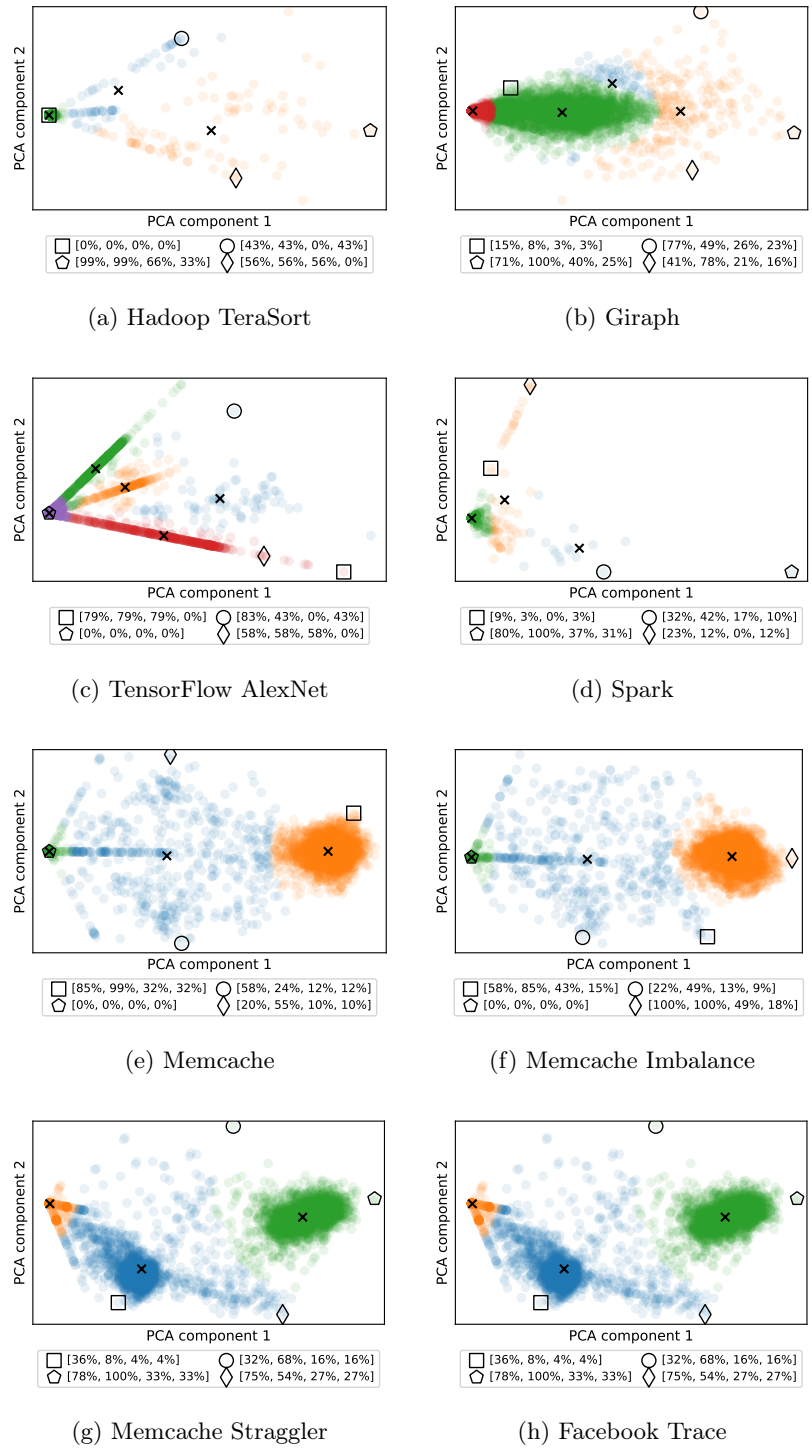 PCA component 2
PCA component 1
[0%, 0%, 0%, 0%] [43%, 43%, 0%, 43%]
[99%, 99%, 66%, 33%] [56%, 56%, 56%, 0%]
(a) Hadoop TeraSort
PCA component 2
PCA component 1
[15%, 8%, 3%, 3%] [77%, 49%, 26%, 23%]
[71%, 100%, 40%, 25%] [41%, 78%, 21%, 16%]
(b) Giraph
PCA component 2
PCA component 1
[79%, 79%, 79%, 0%] [83%, 43%, 0%, 43%]
[0%, 0%, 0%, 0%] [58%, 58%, 58%, 0%]
(c) TensorFlow AlexNet
PCA component 2
PCA component 1
[9%, 3%, 0%, 3%] [32%, 42%, 17%, 10%]
[80%, 100%, 37%, 31%] [23%, 12%, 0%, 12%]
(d) Spark
PCA component 2
PCA component 1
[85%, 99%, 32%, 32%] [58%, 24%, 12%, 12%]
[0%, 0%, 0%, 0%] [20%, 55%, 10%, 10%]
(e) Memcache
PCA component 2
PCA component 1
[58%, 85%, 43%, 15%] [22%, 49%, 13%, 9%]
[0%, 0%, 0%, 0%] [100%, 100%, 49%, 18%]
(f) Memcache Imbalance
PCA component 2
PCA component 1
[36%, 8%, 4%, 4%] [32%, 68%, 16%, 16%]
[78%, 100%, 33%, 33%] [75%, 54%, 27%, 27%]
(g) Memcache Straggler
PCA component 2
PCA component 1
[36%, 8%, 4%, 4%] [32%, 68%, 16%, 16%]
[78%, 100%, 33%, 33%] [75%, 54%, 27%, 27%]
(h) Facebook Trace